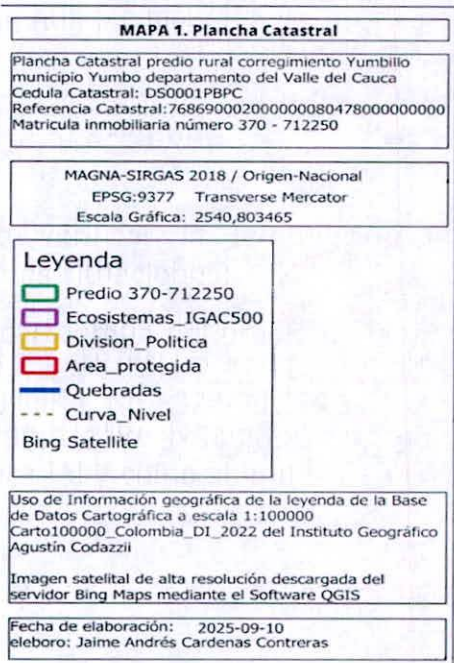 MAPA 1. Plancha Catastral
Plancha Catastral predio rural corregimiento Yumbillo
municipio Yumbo departamento del Valle del Cauca
Cedula Catastral: DS0001PBPC
Referencia Catastral:768690002000000080478000000000
Matricula inmobiliaria número 370 - 712250
MAGNA-SIRGAS 2018 / Origen-Nacional
EPSG:9377 Transverse Mercator
Escala Gráfica: 2540,803465
Leyenda
Predio 370-712250
Ecosistemas_IGAC500
Division_Politica
Area_protegida
Quebradas
Curva_Nivel
Bing Satellite
Uso de Información geográfica de la leyenda de la Base
de Datos Cartográfica a escala 1:100000
Carto100000_Colombia_DI_2022 del Instituto Geográfico
Agustín Codazzii
Imagen satelital de alta resolución descargada del
servidor Bing Maps mediante el Software QGIS
Fecha de elaboración: 2025-09-10
eleboro: Jaime Andrés Cardenas Contreras